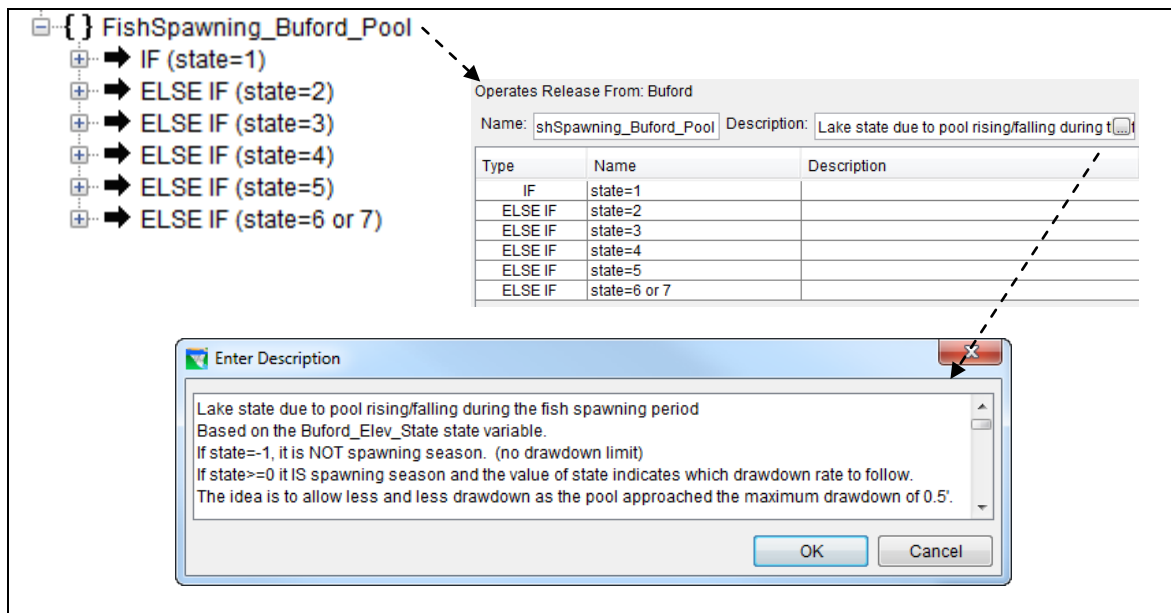 { } FishSpawning_Buford_Pool
IF (state=1)
ELSE IF (state=2)
ELSE IF (state=3)
ELSE IF (state=4)
ELSE IF (state=5)
ELSE IF (state=6 or 7)
Operates Release From: Buford
Name: shSpawning_Buford_Pool Description: Lake state due to pool rising/falling during t ... t
Type Name Description
IF state=1
ELSE IF state=2
ELSE IF state=3
ELSE IF state=4
ELSE IF state=5
ELSE IF state=6 or 7
Enter Description
Lake state due to pool rising/falling during the fish spawning period
Based on the Buford_Elev_State state variable.
If state=-1, it is NOT spawning season. (no drawdown limit)
If state>=0 it IS spawning season and the value of state indicates which drawdown rate to follow.
The idea is to allow less and less drawdown as the pool approached the maximum drawdown of 0.5'.
OK Cancel